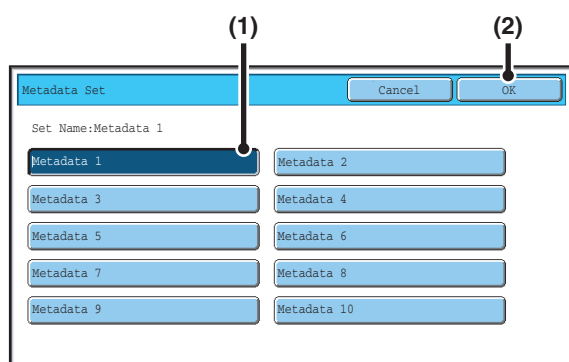 (1) (2)
Metadata Set Cancel OK
Set Name:Metadata 1
Metadata 1 Metadata 2
Metadata 3 Metadata 4
Metadata 5 Metadata 6
Metadata 7 Metadata 8
Metadata 9 Metadata 10